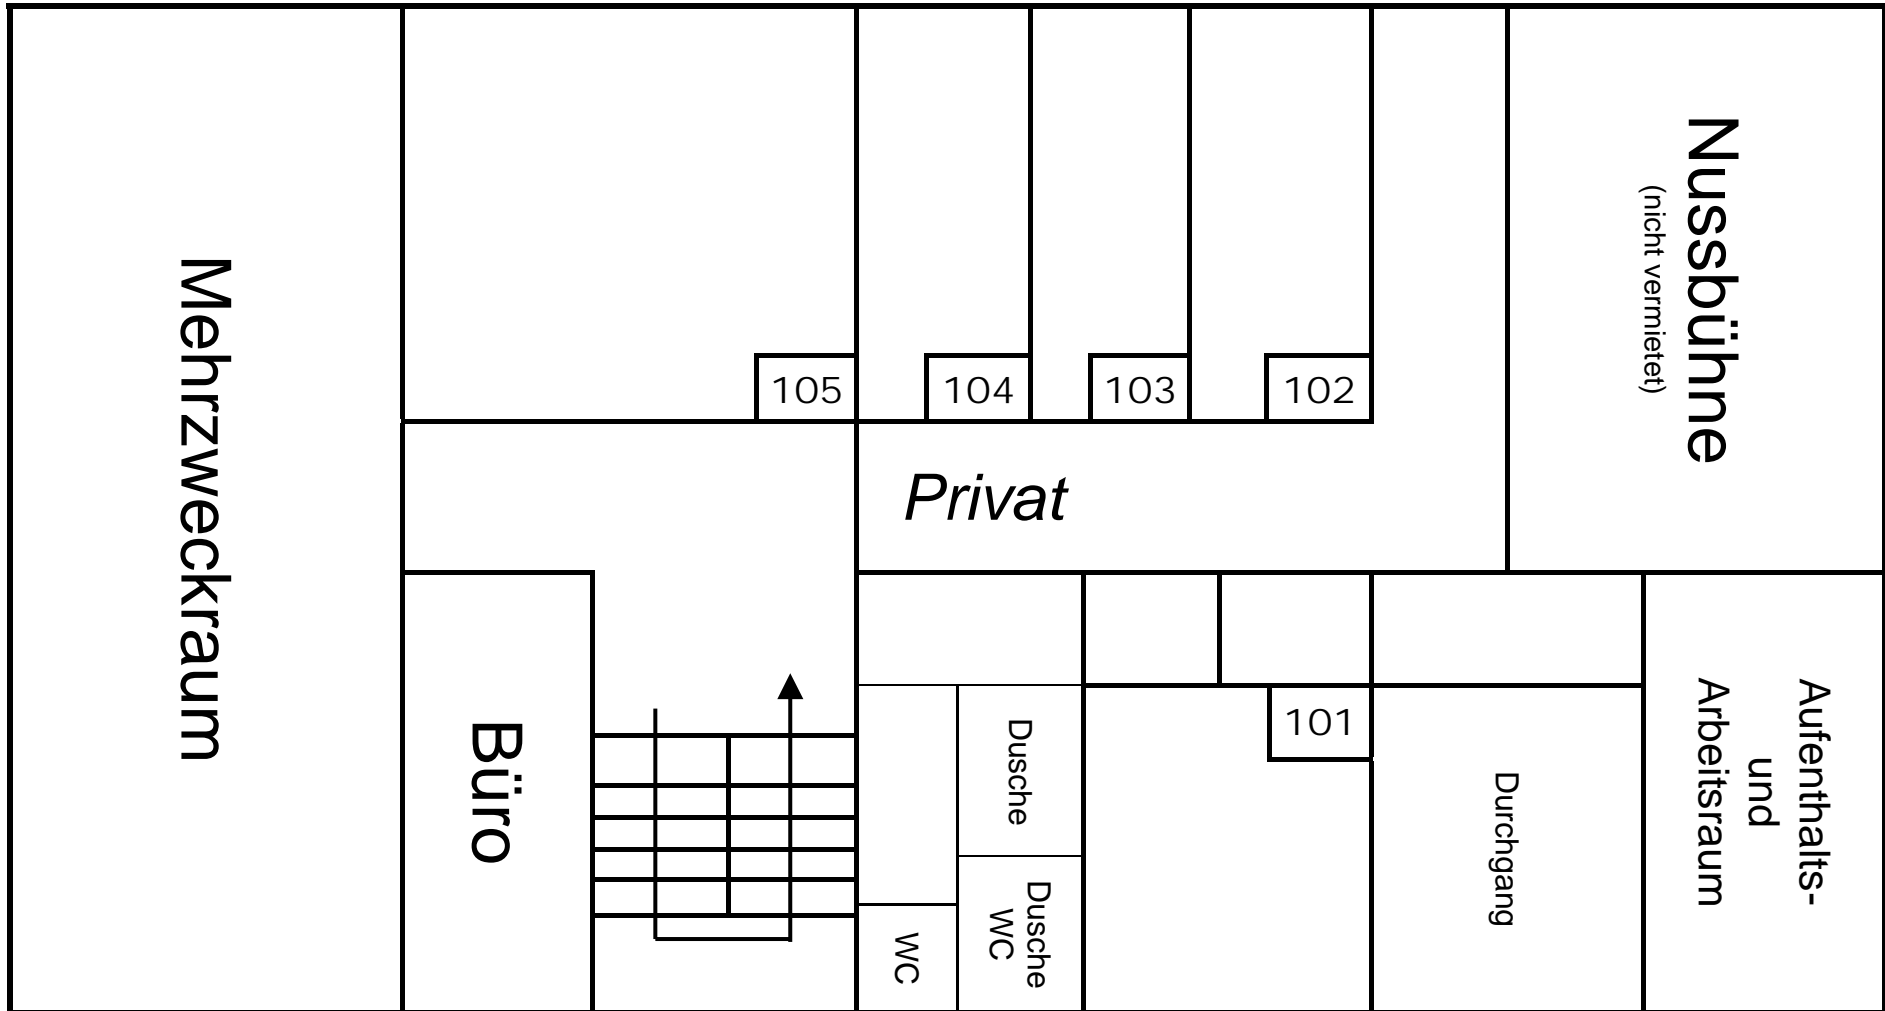 Mehrzweckraum
105
104
103
102
Nussbühne
(nicht vermietet)
Privat
Büro
101
Dusche
Dusche
WC
WC
Durchgang
Aufenthalts-
und
Arbeitsraum